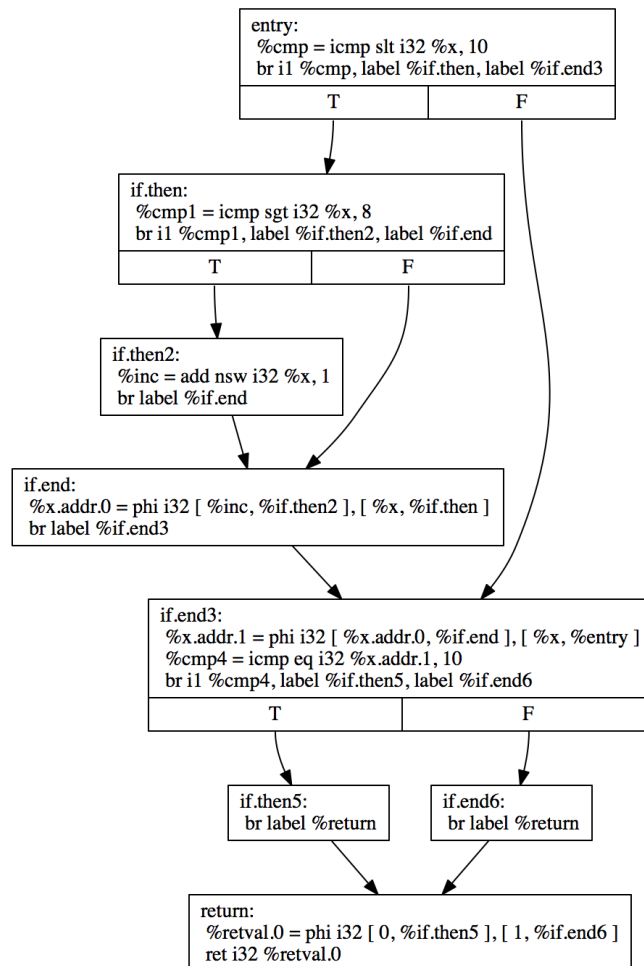 entry:
%cmp = icmp slt i32 %x, 10
br i1 %cmp, label %if.then, label %if.end3
T F
if.then:
%cmp1 = icmp sgt i32 %x, 8
br i1 %cmp1, label %if.then2, label %if.end
T F
if.then2:
%inc = add nsw i32 %x, 1
br label %if.end
if.end:
%x.addr.0 = phi i32 [ %inc, %if.then2 ], [ %x, %if.then ]
br label %if.end3
if.end3:
%x.addr.1 = phi i32 [ %x.addr.0, %if.end ], [ %x, %entry ]
%cmp4 = icmp eq i32 %x.addr.1, 10
br i1 %cmp4, label %if.then5, label %if.end6
T F
if.then5:
br label %return
if.end6:
br label %return
return:
%retval.0 = phi i32 [ 0, %if.then5 ], [ 1, %if.end6 ]
ret i32 %retval.0